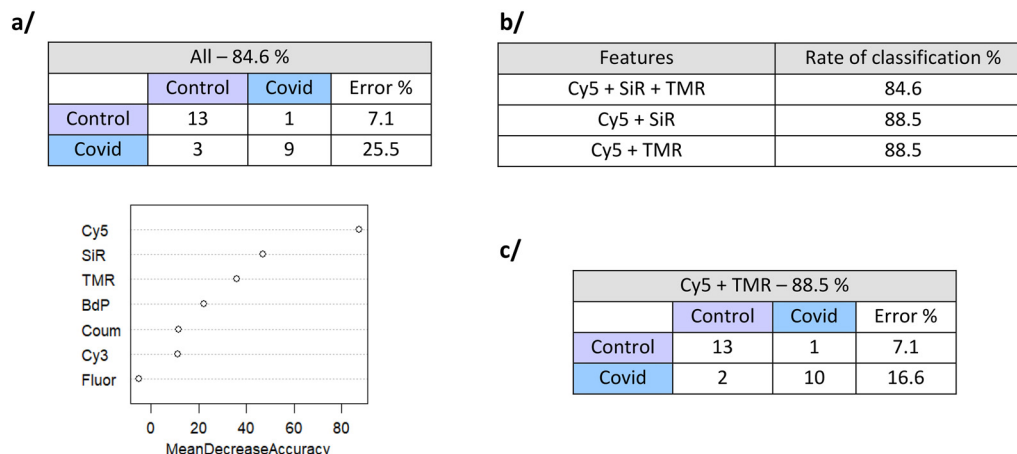 a/
All – 84.6 %
Control Covid Error %
Control 13 1 7.1
Covid 3 9 25.5
Cy5
SiR
TMR
BdP
Coum
Cy3
Fluor
0 20 40 60 80
MeanDecreaseAccuracy
b/
Features Rate of classification %
Cy5 + SiR + TMR 84.6
Cy5 + SiR 88.5
Cy5 + TMR 88.5
c/
Cy5 + TMR – 88.5 %
Control Covid Error %
Control 13 1 7.1
Covid 2 10 16.6